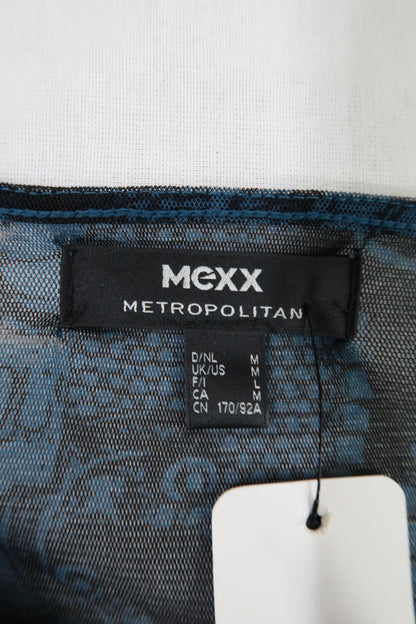 MEXX
METROPOLITAN
D/NL M
UK/US M
F/I L
CA M
CN 170/92A